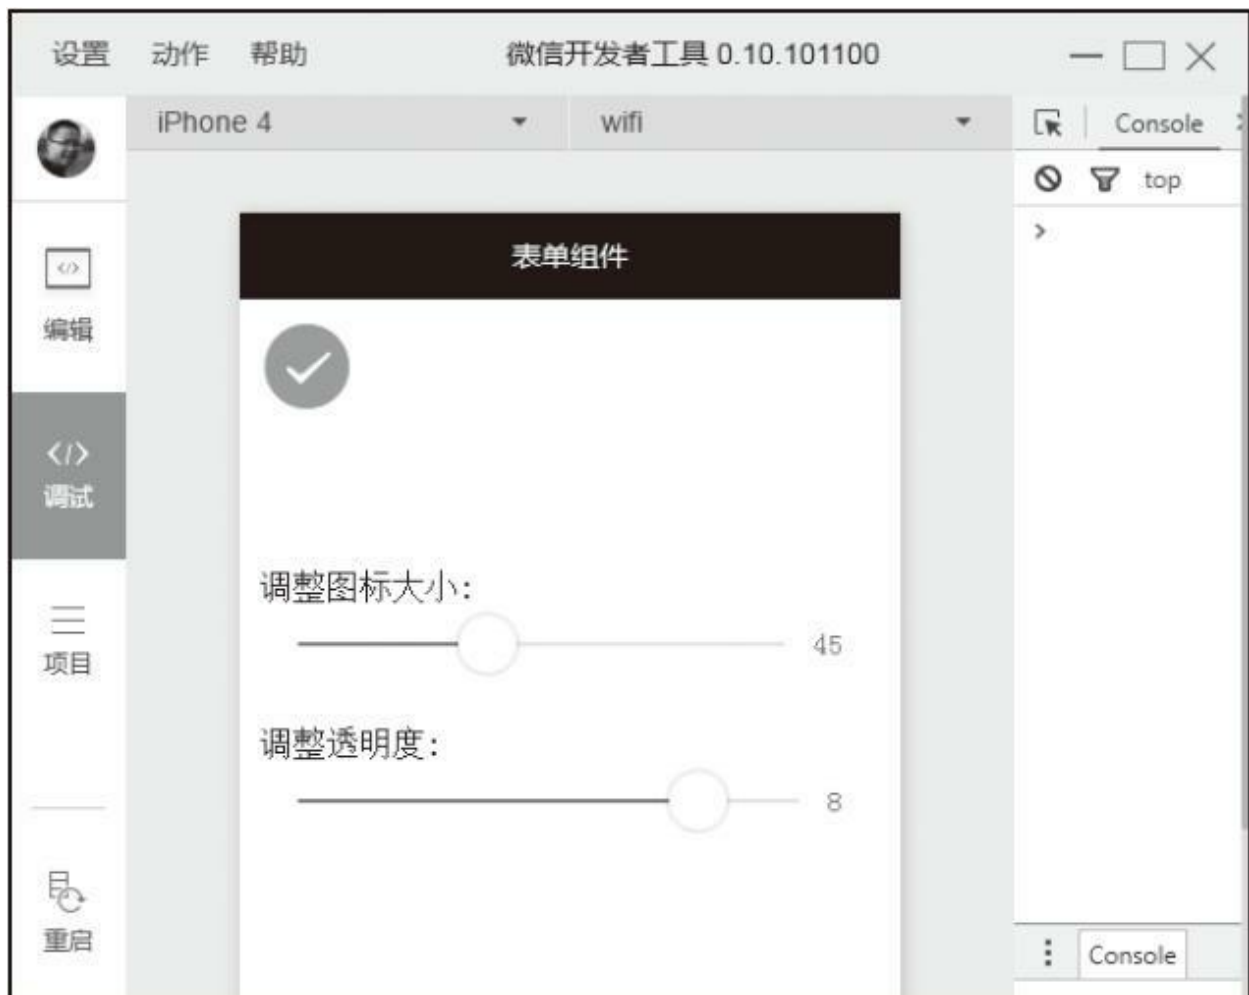 设置 动作 帮助 微信开发者工具 0.10.101100
iPhone 4 wifi Console
top
>
表单组件
</>
编辑
</>
调试
调整图标大小:
45
项目
调整透明度:
8
重启
Console